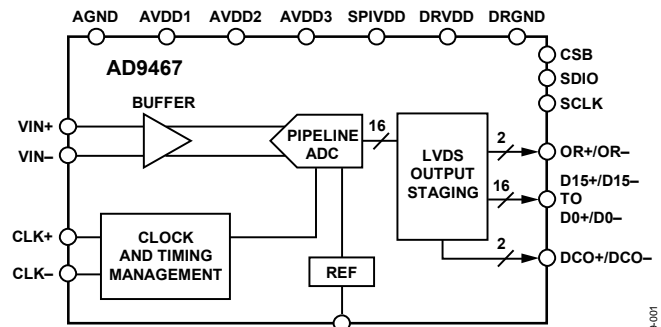 AGND AVDD1 AVDD2 AVDD3 SPIVDD DRVDD DRGND
AD9467
CSB
SDIO
SCLK
BUFFER
VIN+
VIN–
PIPELINE
ADC
16
LVDS
OUTPUT
STAGING
2
OR+/OR–
16
D15+/D15–
TO
D0+/D0–
2
DCO+/DCO–
CLK+
CLK–
CLOCK
AND TIMING
MANAGEMENT
REF